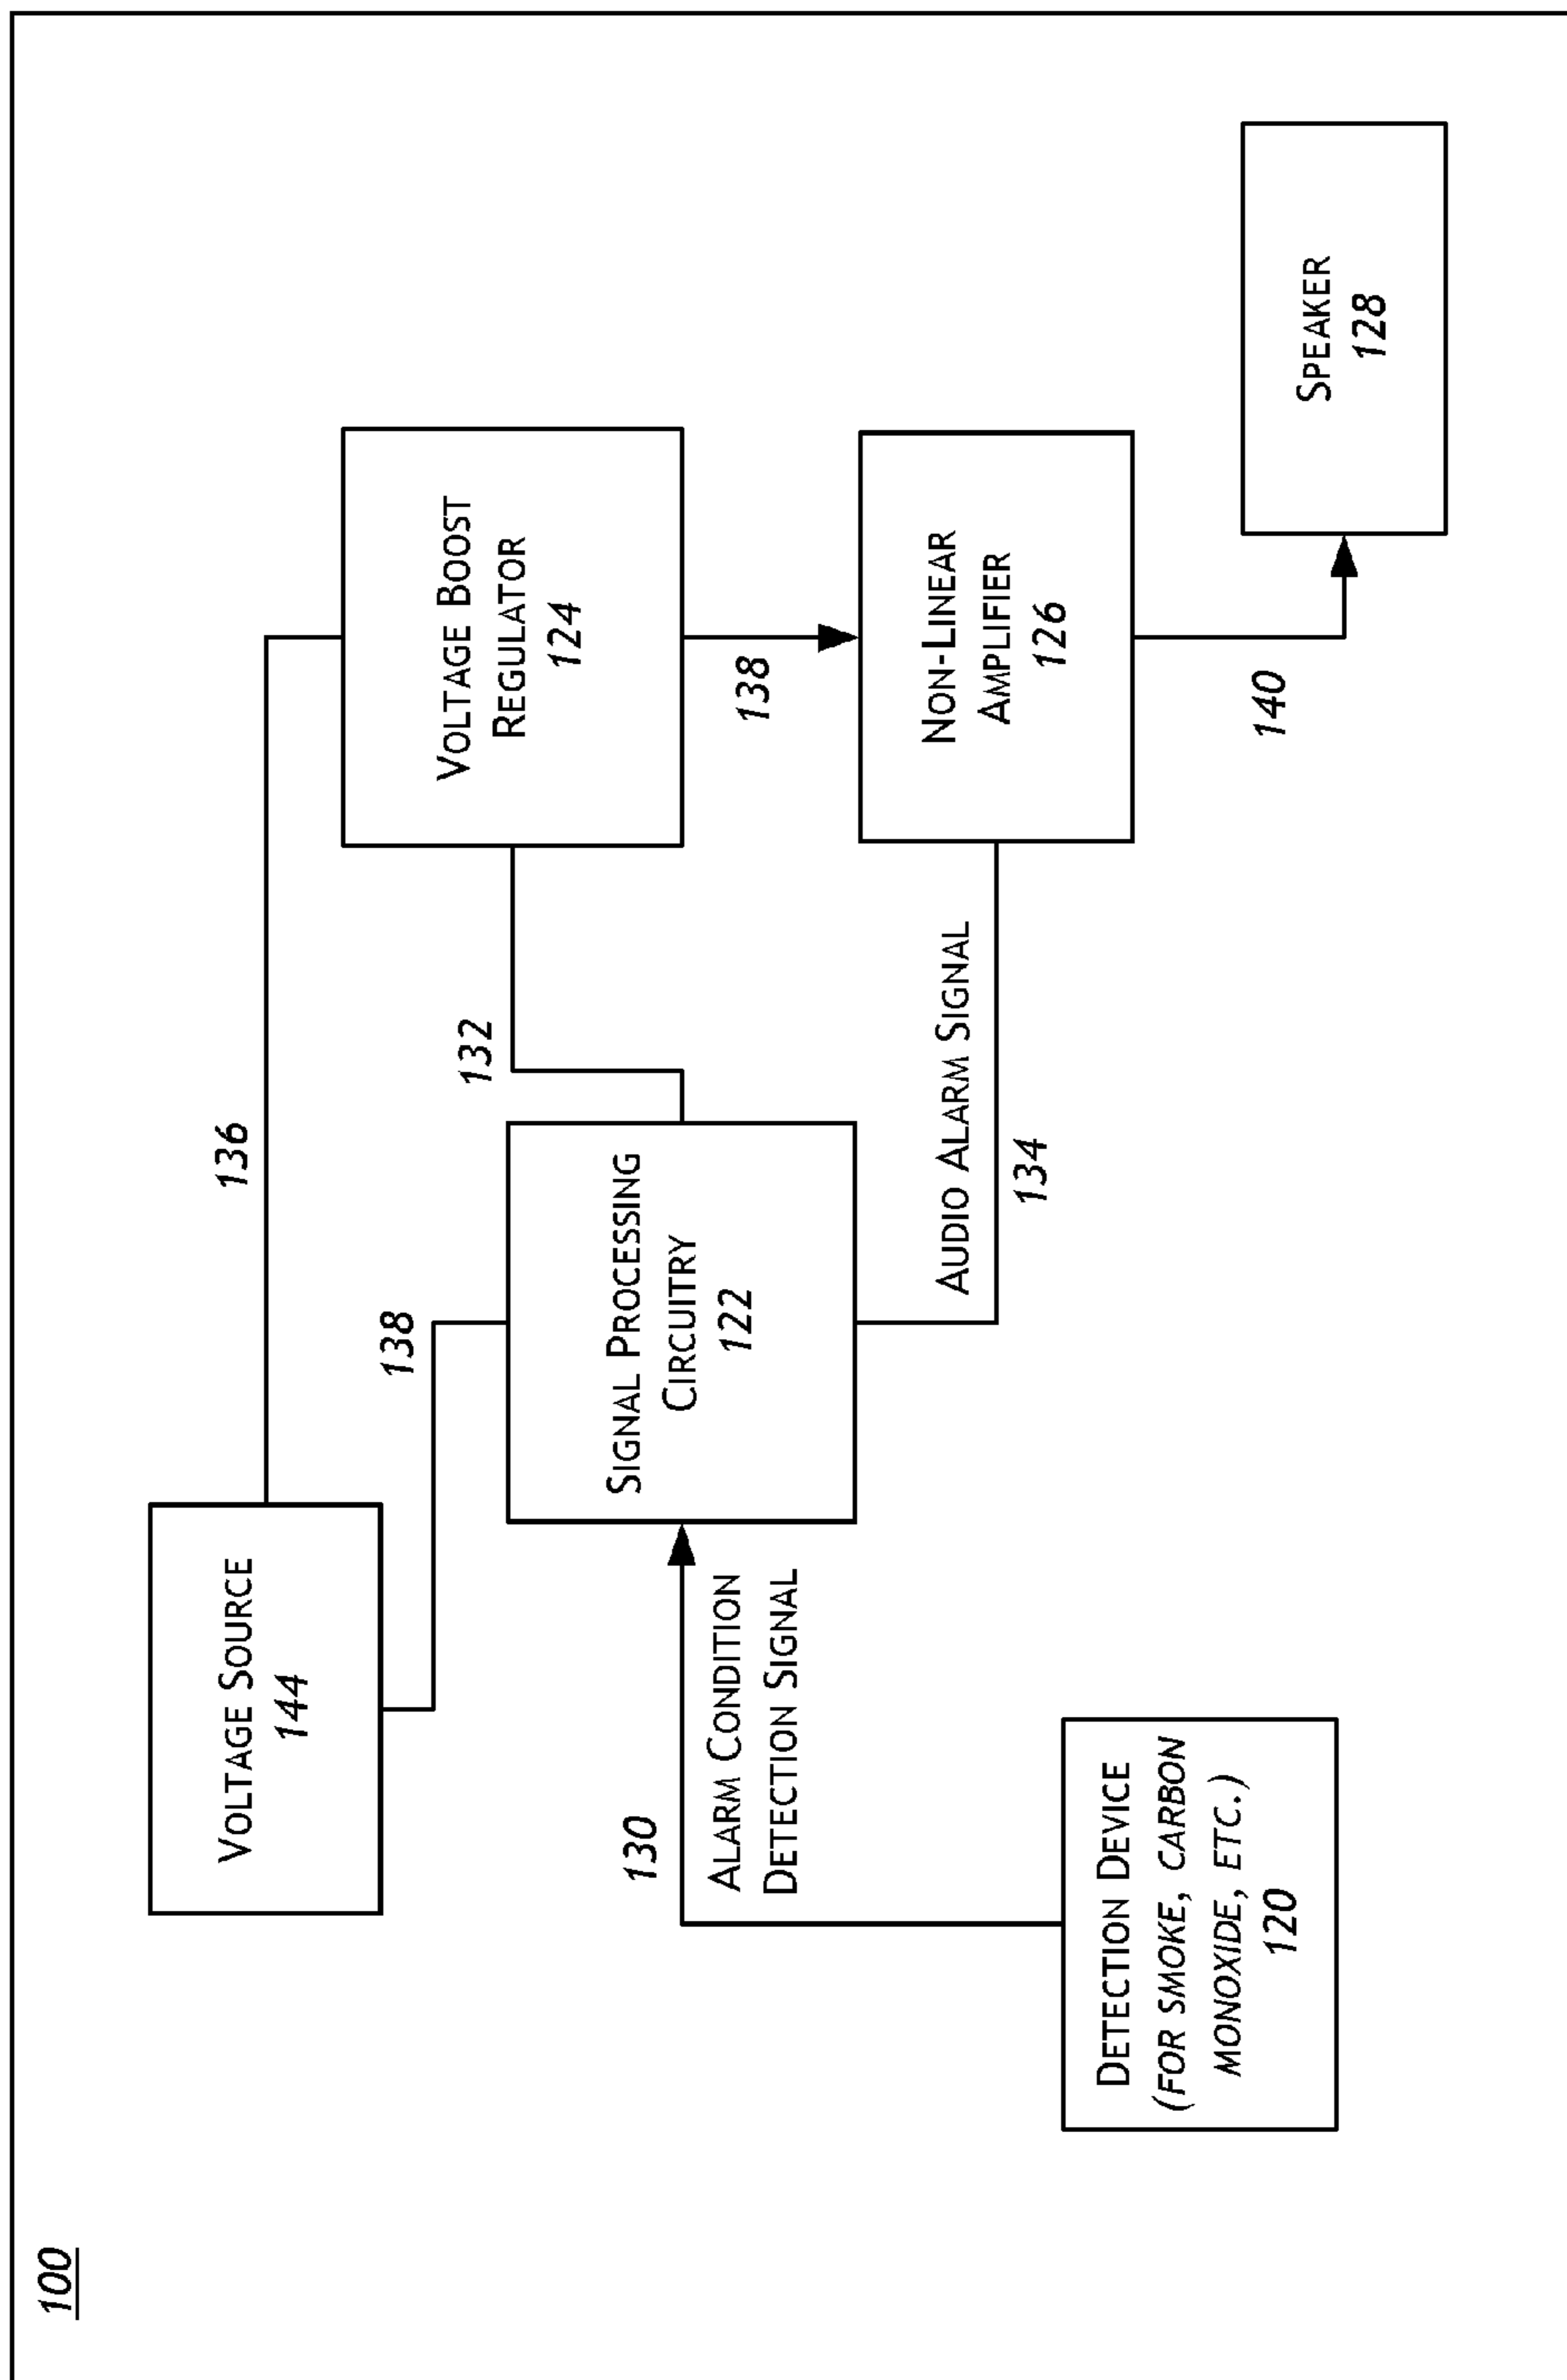 100
VOLTAGE SOURCE
144
136
VOLTAGE BOOST
REGULATOR
124
138
132
SIGNAL PROCESSING
CIRCUITRY
122
138
130
ALARM CONDITION
DETECTION SIGNAL
AUDIO ALARM SIGNAL
134
NON-LINEAR
AMPLIFIER
126
DETECTION DEVICE
(FOR SMOKE, CARBON
MONOXIDE, ETC.)
120
140
SPEAKER
128